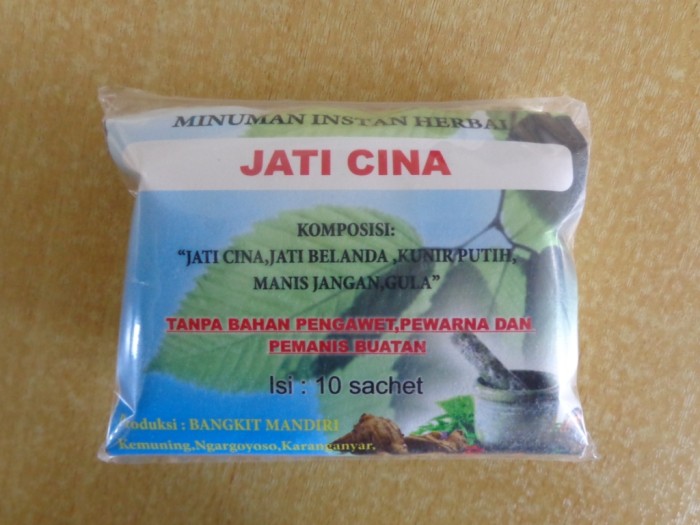 MINUMAN INSTAN HERBAL
JATI CINA
KOMPOSISI:
"JATI CINA,JATI BELANDA ,KUNIR PUTIH,
MANIS JANGAN,GULA"
TANPA BAHAN PENGAWET,PEWARNA DAN
PEMANIS BUATAN
Isi : 10 sachet
Produksi : BANGKIT MANDIRI
Kemuning,Ngargoyoso,Karanganyar.